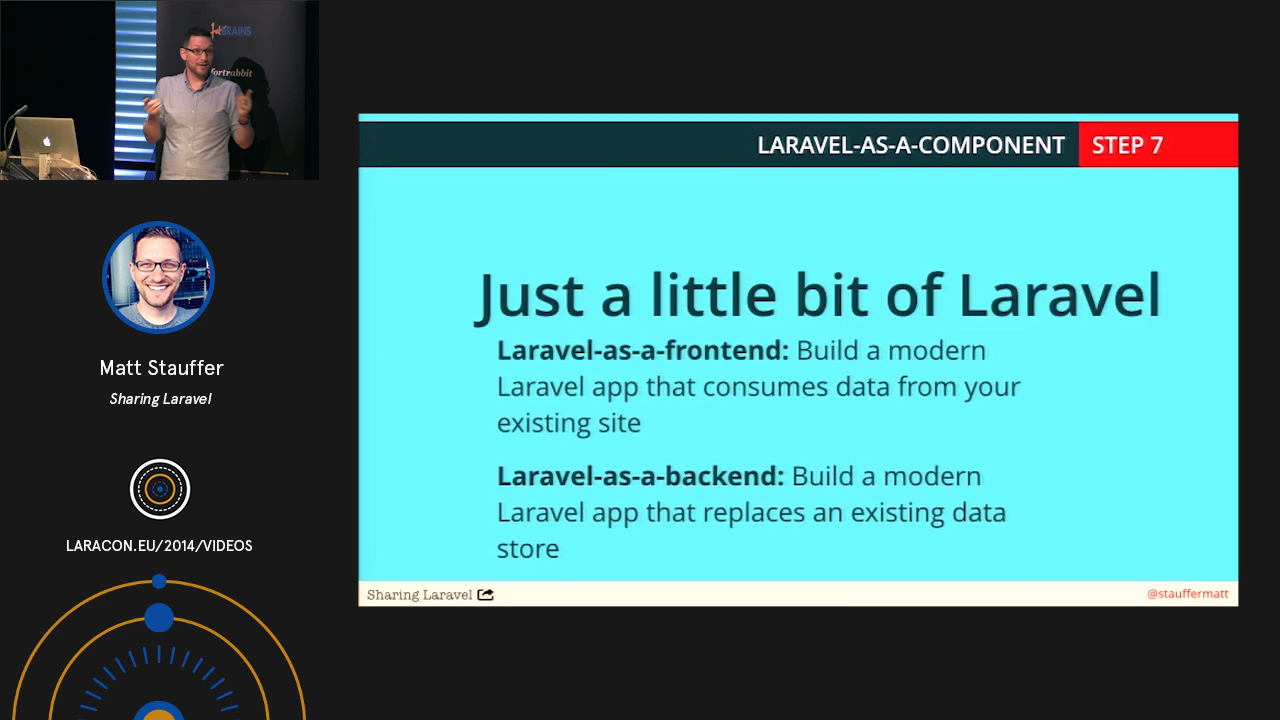 JETBRAINS
fortrabbit
Matt Stauffer
Sharing Laravel
LARACON.EU/2014/VIDEOS
LARAVEL-AS-A-COMPONENT STEP 7
Just a little bit of Laravel
Laravel-as-a-frontend: Build a modern
Laravel app that consumes data from your
existing site
Laravel-as-a-backend: Build a modern
Laravel app that replaces an existing data
store
Sharing Laravel
@stauffermatt